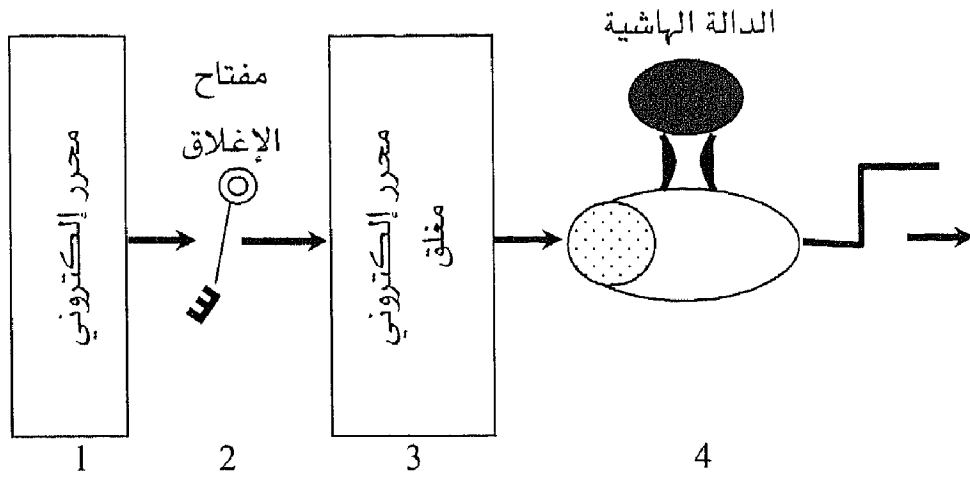 الدالة الهاشية
مفتاح
الإغلاق
محرر إلكتروني
محرر إلكتروني
مغلق
1 2 3 4